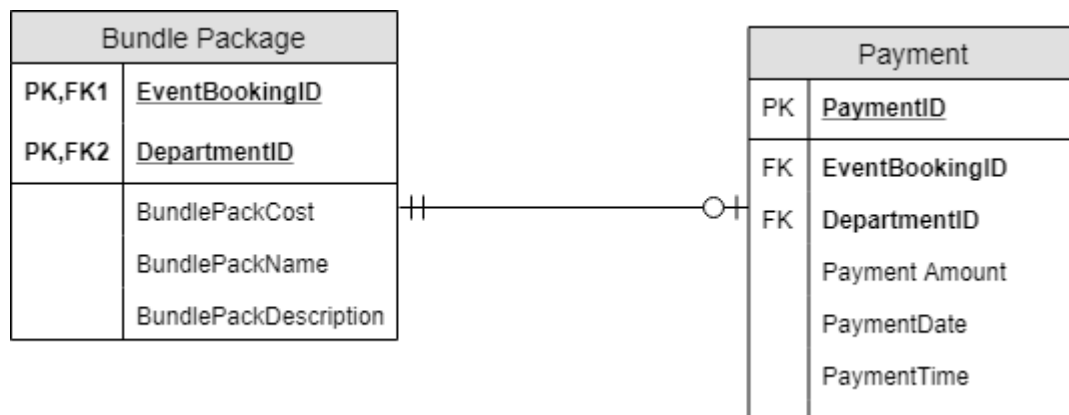 Bundle Package
PK,FK1 EventBookingID
PK,FK2 DepartmentID
BundlePackCost
BundlePackName
BundlePackDescription
Payment
PK PaymentID
FK EventBookingID
FK DepartmentID
Payment Amount
PaymentDate
PaymentTime